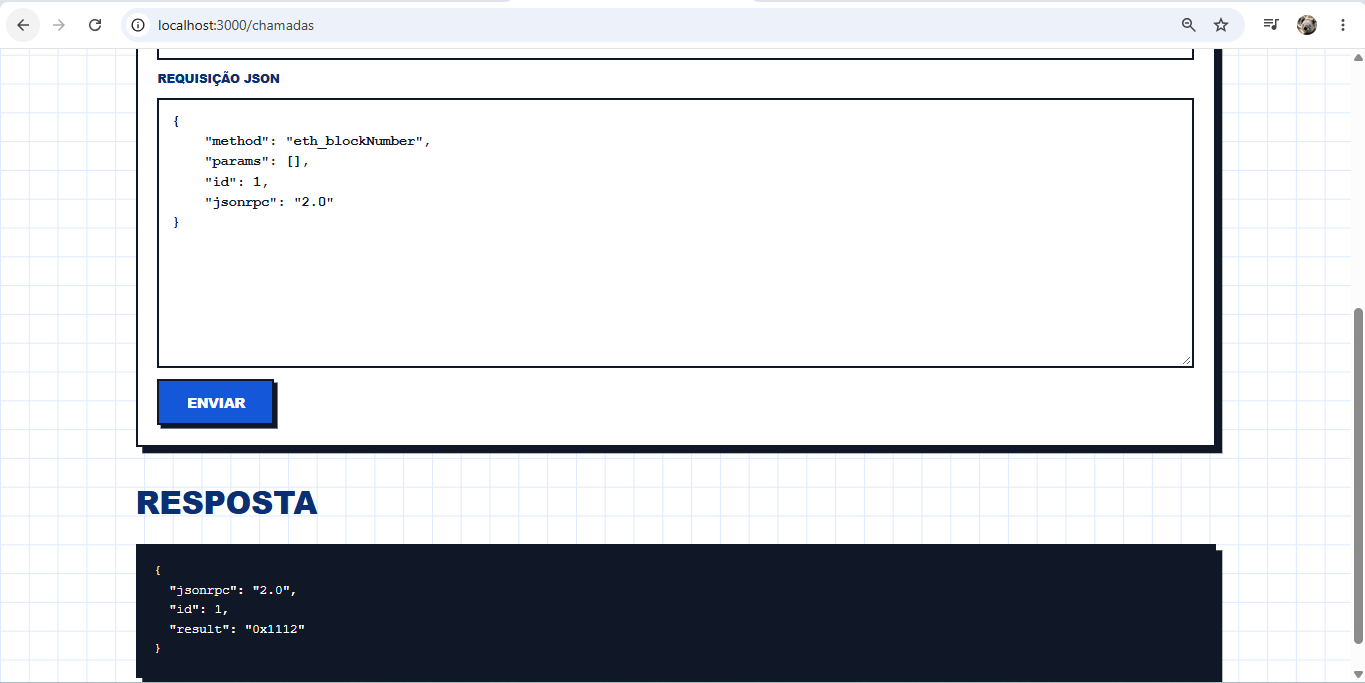 localhost:3000/chamadas
REQUISIÇÃO JSON
{
"method": "eth_blockNumber",
"params": [],
"id": 1,
"jsonrpc": "2.0"
}
ENVIAR
RESPOSTA
{
"jsonrpc": "2.0",
"id": 1,
"result": "0x1112"
}